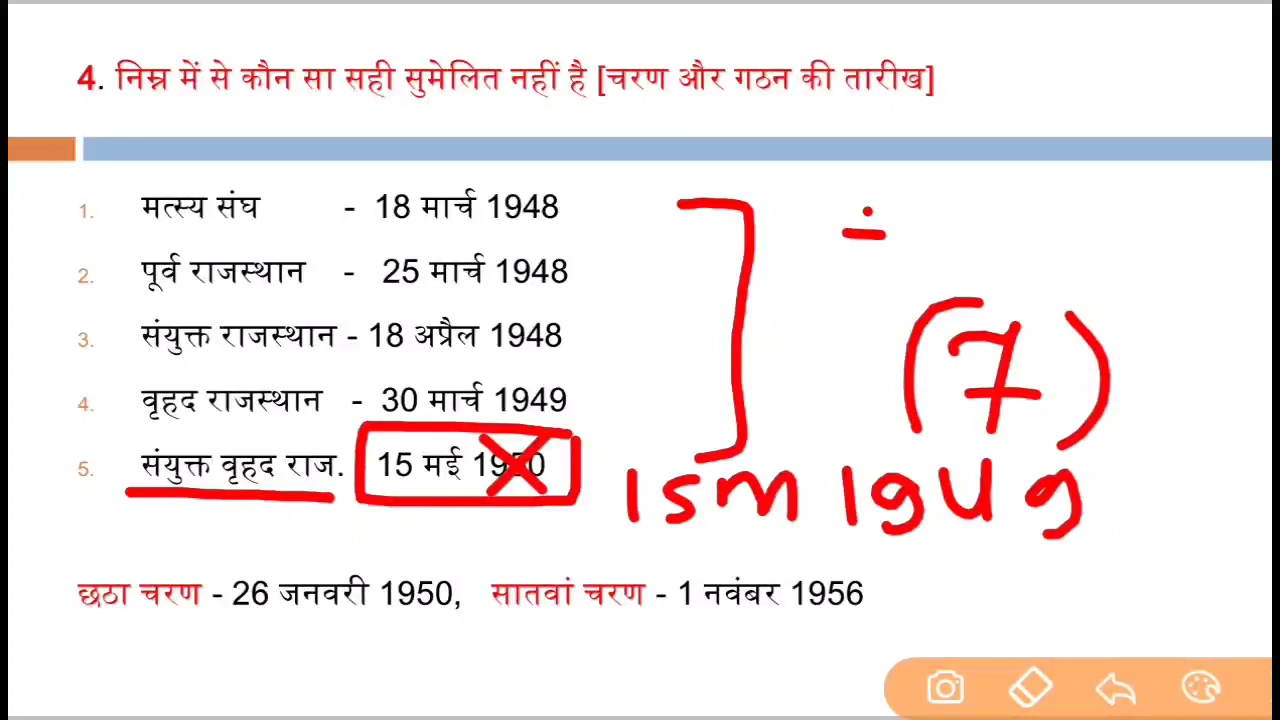 4. निम्न में से कौन सा सही सुमेलित नहीं है [चरण और गठन की तारीख]
1. मत्स्य संघ - 18 मार्च 1948
2. पूर्व राजस्थान - 25 मार्च 1948
3. संयुक्त राजस्थान - 18 अप्रैल 1948
4. वृहद राजस्थान - 30 मार्च 1949
5. संयुक्त वृहद राज. 15 मई 1950
÷
(7)
15m 1949
छठा चरण - 26 जनवरी 1950, सातवां चरण - 1 नवंबर 1956